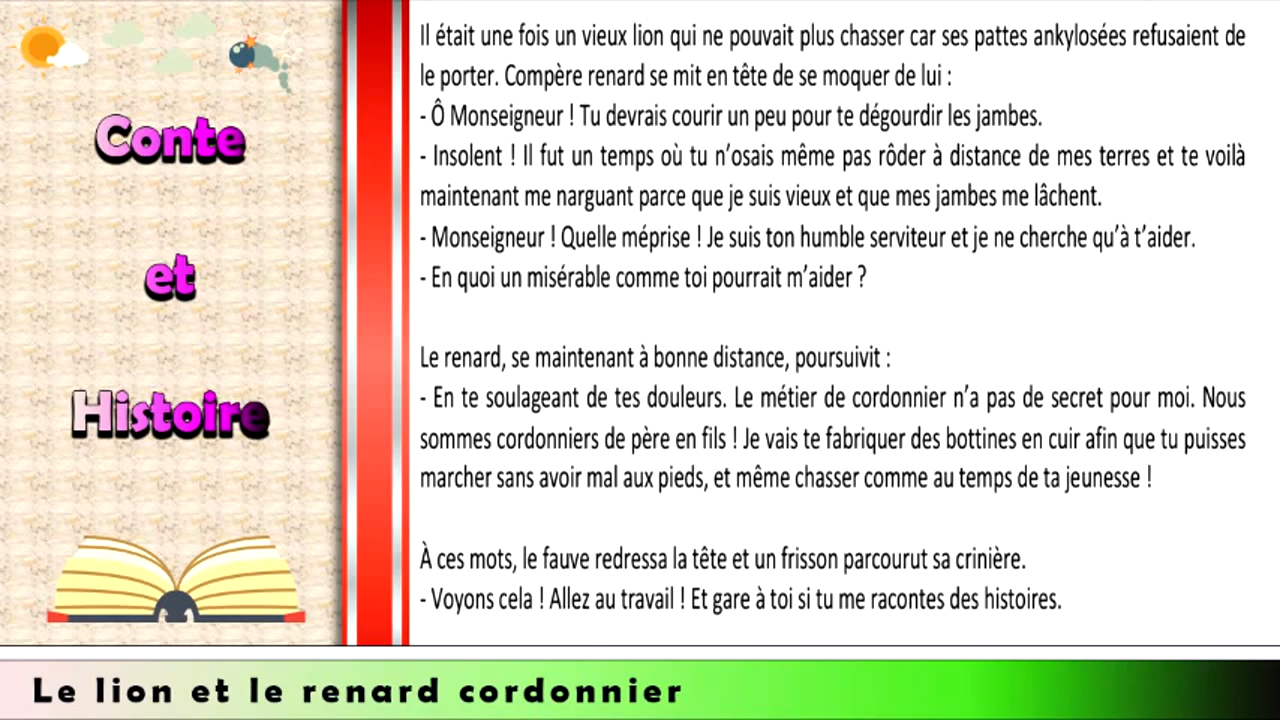 Conte
et
Histoire
Il était une fois un vieux lion qui ne pouvait plus chasser car ses pattes ankylosées refusaient de
le porter. Compère renard se mit en tête de se moquer de lui :
- Ô Monseigneur ! Tu devrais courir un peu pour te dégourdir les jambes.
- Insolent ! Il fut un temps où tu n’osais même pas rôder à distance de mes terres et te voilà
maintenant me narguant parce que je suis vieux et que mes jambes me lâchent.
- Monseigneur ! Quelle méprise ! Je suis ton humble serviteur et je ne cherche qu’à t’aider.
- En quoi un misérable comme toi pourrait m’aider ?
Le renard, se maintenant à bonne distance, poursuivit :
- En te soulageant de tes douleurs. Le métier de cordonnier n’a pas de secret pour moi. Nous
sommes cordonniers de père en fils ! Je vais te fabriquer des bottines en cuir afin que tu puisses
marcher sans avoir mal aux pieds, et même chasser comme au temps de ta jeunesse !
À ces mots, le fauve redressa la tête et un frisson parcourut sa crinière.
- Voyons cela ! Allez au travail ! Et gare à toi si tu me racontes des histoires.
Le lion et le renard cordonnier